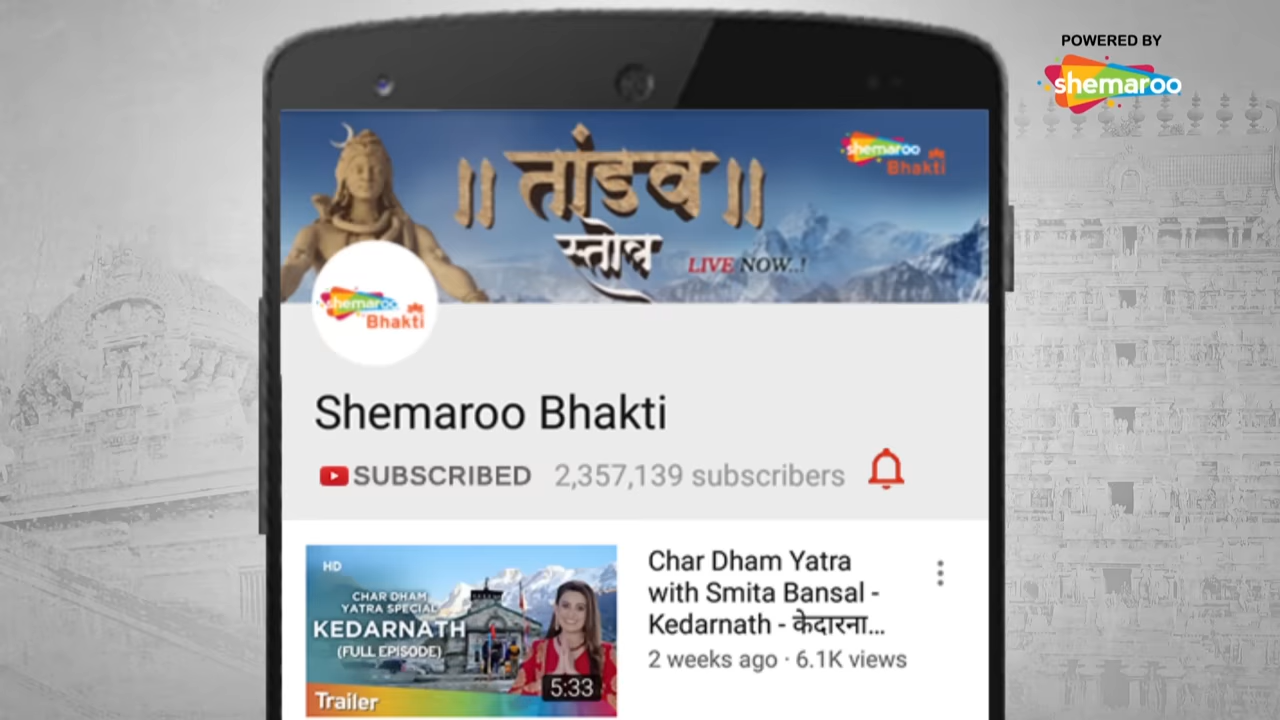 POWERED BY
shemaroo
shemaroo
Bhakti
॥ तांडव ॥
स्तोत्र
LIVE NOW..!
shemaroo
Bhakti
Shemaroo Bhakti
SUBSCRIBED 2,357,139 subscribers
HD
CHAR DHAM
YATRA SPECIAL
KEDARNATH
(FULL EPISODE)
Trailer
5:33
Char Dham Yatra
with Smita Bansal -
Kedarnath - केदारना...
2 weeks ago · 6.1K views